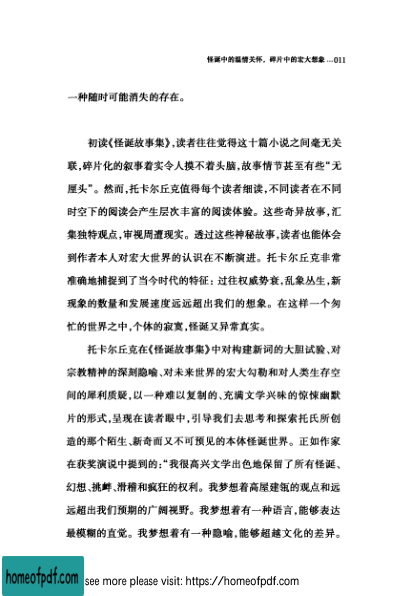 怪诞中的温情关怀，碎片中的宏大想象 …011
一种随时可能消失的存在。
初读《怪诞故事集》，读者往往觉得这十篇小说之间毫无关
联，碎片化的叙事着实令人摸不着头脑，故事情节甚至有些“无
厘头”。然而，托卡尔丘克值得每个读者细读，不同读者在不同
时空下的阅读会产生层次丰富的阅读体验。这些奇异故事，汇
集独特观点，审视周遭现实。透过这些神秘故事，读者也能体会
到作者本人对宏大世界的认识在不断演进。托卡尔丘克非常
准确地捕捉到了当今时代的特征：过往权威势衰，乱象丛生，新
现象的数量和发展速度远远超出我们的想象。在这样一个匆
忙的世界之中，个体的寂寞，怪诞又异常真实。
托卡尔丘克在《怪诞故事集》中对构建新词的大胆试验、对
宗教精神的深刻隐喻、对未来世界的宏大勾勒和对人类生存空
间的犀利质疑，以一种难以复制的、充满文学兴味的惊悚幽默
片的形式，呈现在读者眼中，引导我们去思考和探索托氏所创
造的那个陌生、新奇而又不可预见的本体怪诞世界。正如作家
在获奖演说中提到的：“我很高兴文学出色地保留了所有怪诞、
幻想、挑衅、滑稽和疯狂的权利。我梦想着高屋建瓴的观点和远
远超出我们预期的广阔视野。我梦想着有一种语言，能够表达
最模糊的直觉。我梦想着有一种隐喻，能够超越文化的差异。
homeofpdf.com
see more please visit: https://homeofpdf.com